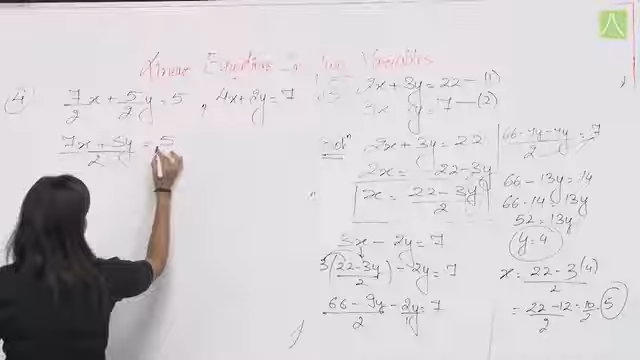 Linear Equations in two Variables
④ 7/2 x + 5/2 y = 5 , 4x + 2y = 7
7x + 5y / 2 = 5
2x + 3y = 22 — (1)
3x y = 7 — (2)
2x + 3y = 22
2x = 22 - 3y
x = 22 - 3y / 2
3x - 2y = 7
3(22 - 3y / 2) - 2y = 7
66 - 9y / 2 - 2y / 1 = 7
66 - 9y - 4y / 2 = 7
66 - 13y = 14
66 - 14 = 13y
52 = 13y
y = 4
x = 22 - 3(4) / 2
= 22 - 12 / 2 = 10 / 2 = 5